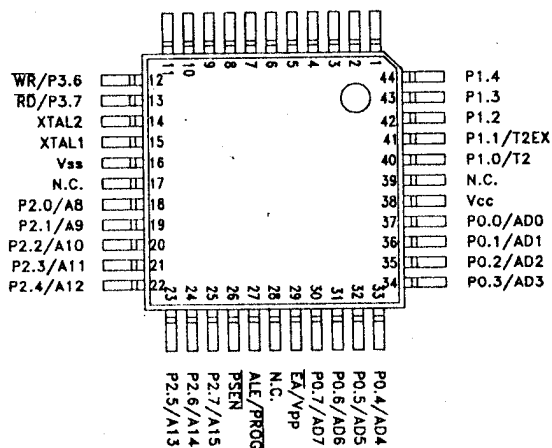 11 10 9 8 7 6 5 4 3 2 1
W̅R̅/P3.6 12
R̅D̅/P3.7 13
XTAL2 14
XTAL1 15
Vss 16
N.C. 17
P2.0/A8 18
P2.1/A9 19
P2.2/A10 20
P2.3/A11 21
P2.4/A12 22
44 P1.4
43 P1.3
42 P1.2
41 P1.1/T2EX
40 P1.0/T2
39 N.C.
38 Vcc
37 P0.0/AD0
36 P0.1/AD1
35 P0.2/AD2
34 P0.3/AD3
23 24 25 26 27 28 29 30 31 32 33
P2.5/A13
P2.6/A14
P2.7/A15
P̅S̅E̅N̅
ALE/P̅R̅O̅G̅
N.C.
E̅A̅/Vpp
P0.7/AD7
P0.6/AD6
P0.5/AD5
P0.4/AD4